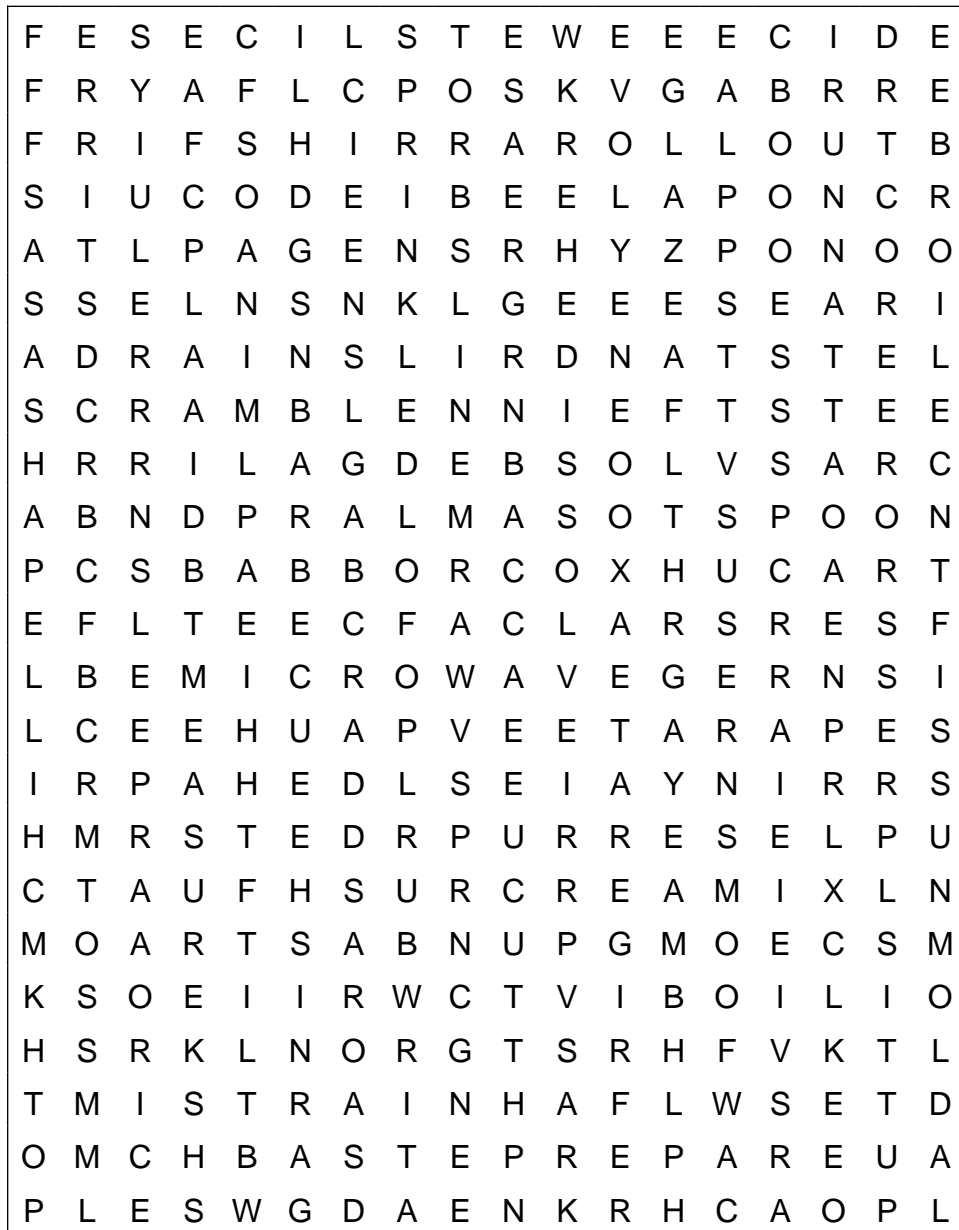 F E S E C I L S T E W E E E C I D E
F R Y A F L C P O S K V G A B R R E
F R I F S H I R R A R O L L O U T B
S I U C O D E I B E E L A P O N C R
A T L P A G E N S R H Y Z P O N O O
S S E L N S N K L G E E E S E A R I
A D R A I N S L I R D N A T S T E L
S C R A M B L E N N I E F T S T E E
H R R I L A G D E B S O L V S A R C
A B N D P R A L M A S O T S P O O N
P C S B A B B O R C O X H U C A R T
E F L T E E C F A C L A R S R E S F
L B E M I C R O W A V E G E R N S I
L C E E H U A P V E E T A R A P E S
I R P A H E D L S E I A Y N I R R S
H M R S T E D R P U R R E S E L P U
C T A U F H S U R C R E A M I X L N
M O A R T S A B N U P G M O E C S M
K S O E I I R W C T V I B O I L I O
H S R K L N O R G T S R H F V K T L
T M I S T R A I N H A F L W S E T D
O M C H B A S T E P R E P A R E U A
P L E S W G D A E N K R H C A O P L